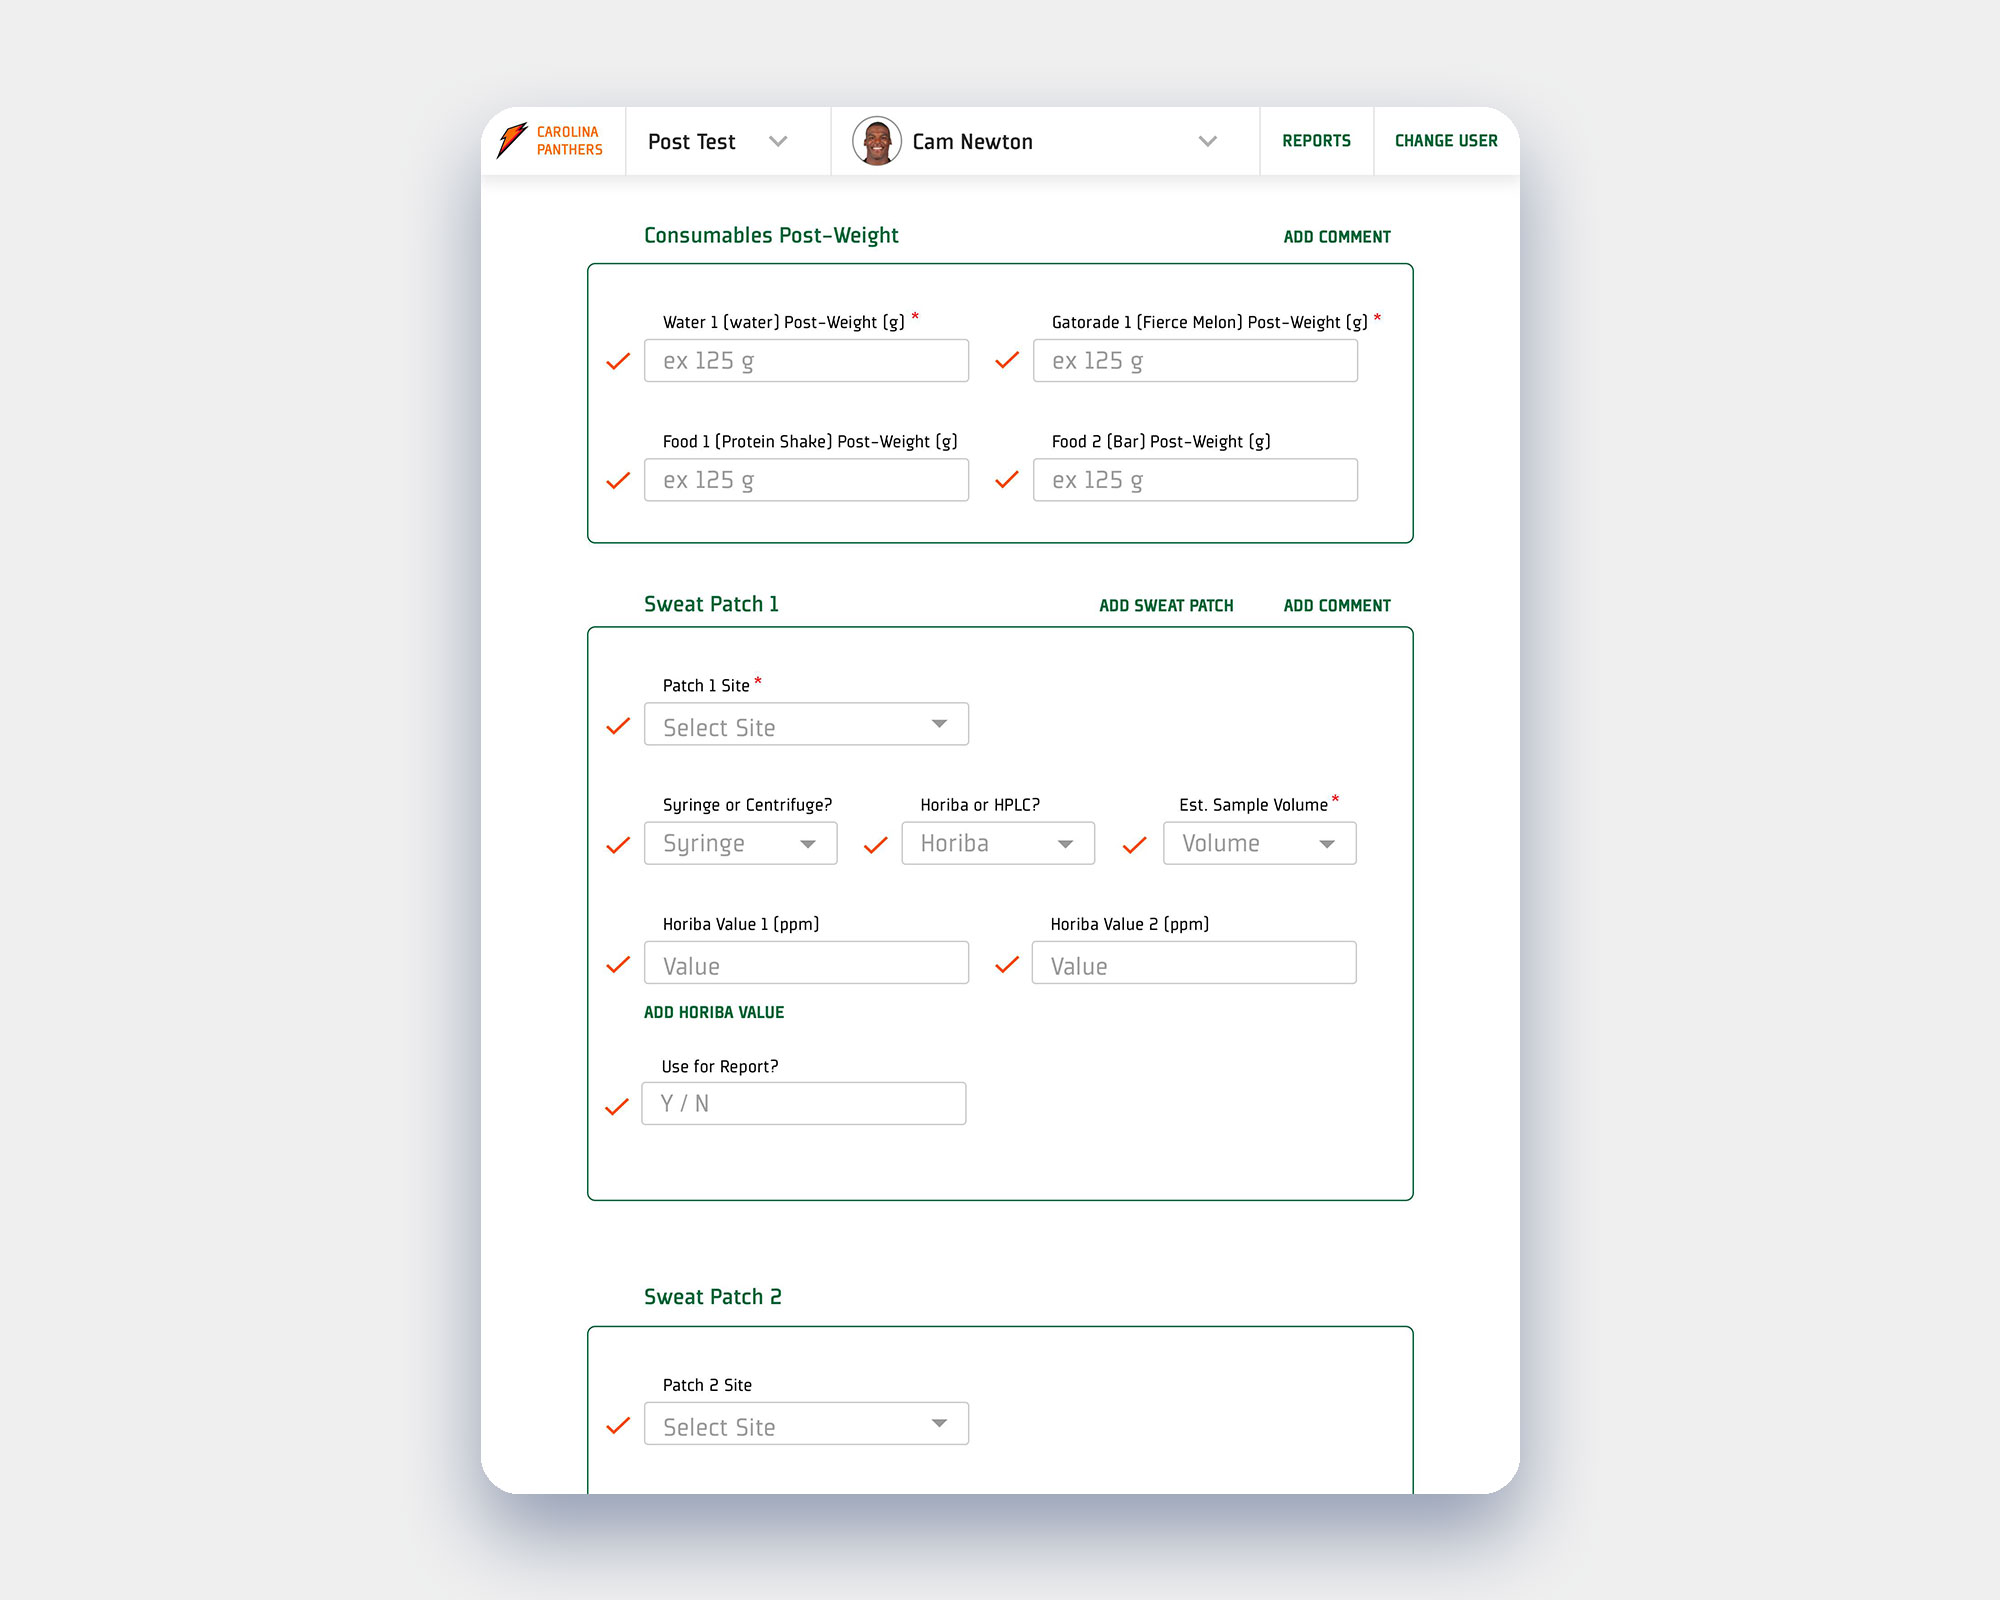 CAROLINA
PANTHERS
Post Test
Cam Newton
REPORTS
CHANGE USER
Consumables Post-Weight
ADD COMMENT
Water 1 (water) Post-Weight (g) *
Gatorade 1 (Fierce Melon) Post-Weight (g) *
ex 125 g
ex 125 g
Food 1 (Protein Shake) Post-Weight (g)
Food 2 (Bar) Post-Weight (g)
ex 125 g
ex 125 g
Sweat Patch 1
ADD SWEAT PATCH
ADD COMMENT
Patch 1 Site *
Select Site
Syringe or Centrifuge?
Horiba or HPLC?
Est. Sample Volume *
Syringe
Horiba
Volume
Horiba Value 1 (ppm)
Horiba Value 2 (ppm)
Value
Value
ADD HORIBA VALUE
Use for Report?
Y / N
Sweat Patch 2
Patch 2 Site
Select Site